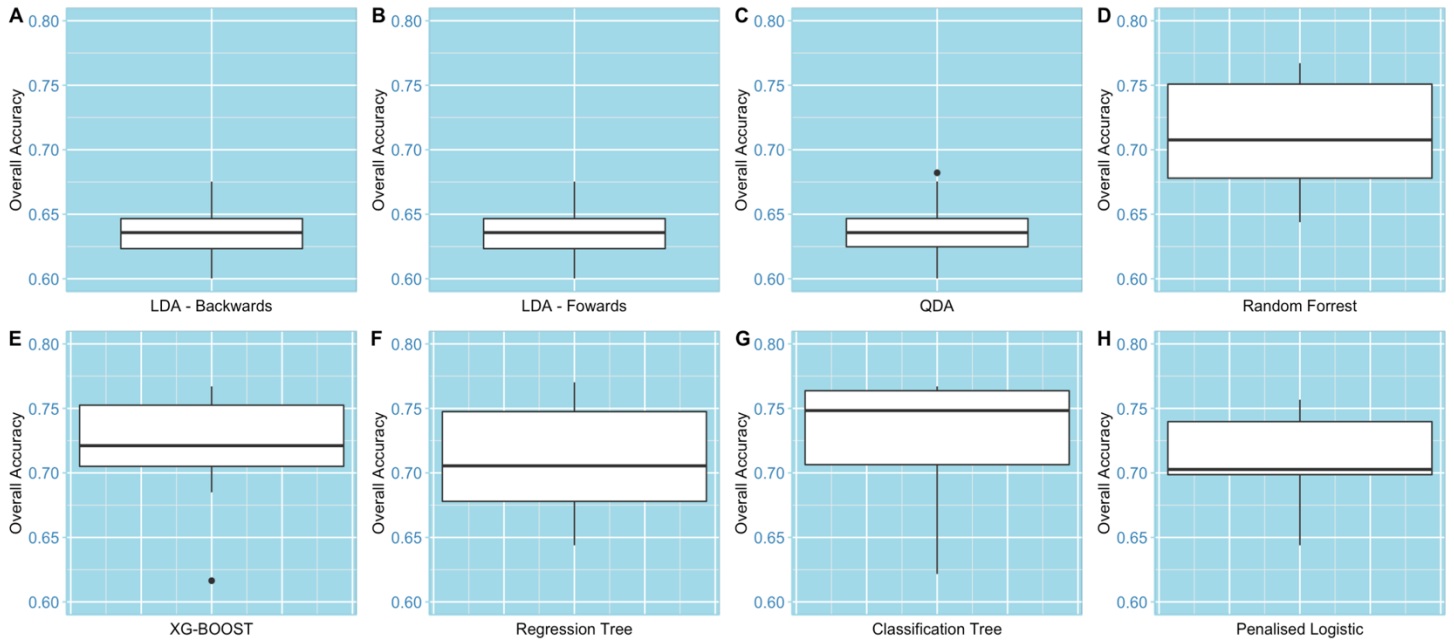 A
0.80
0.75
0.70
0.65
0.60
Overall Accuracy
LDA - Backwards
B
0.80
0.75
0.70
0.65
0.60
Overall Accuracy
LDA - Fowards
C
0.80
0.75
0.70
0.65
0.60
Overall Accuracy
QDA
D
0.80
0.75
0.70
0.65
0.60
Overall Accuracy
Random Forrest
E
0.80
0.75
0.70
0.65
0.60
Overall Accuracy
XG-BOOST
F
0.80
0.75
0.70
0.65
0.60
Overall Accuracy
Regression Tree
G
0.80
0.75
0.70
0.65
0.60
Overall Accuracy
Classification Tree
H
0.80
0.75
0.70
0.65
0.60
Overall Accuracy
Penalised Logistic